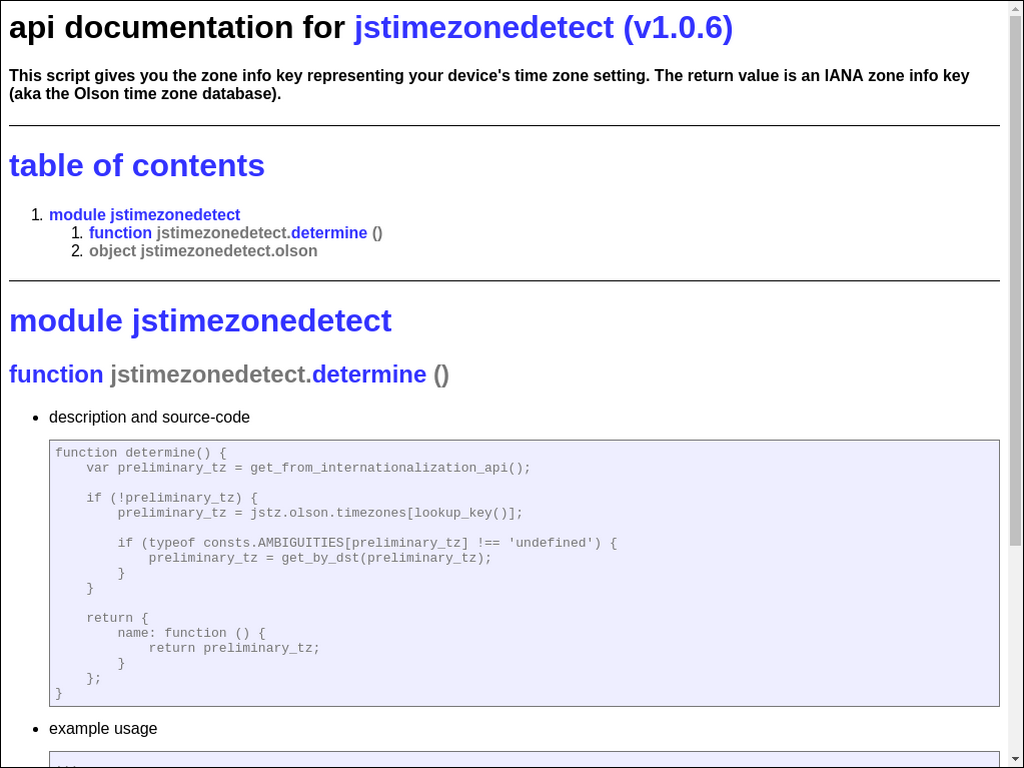 api documentation for jstimezonedetect (v1.0.6)
This script gives you the zone info key representing your device's time zone setting. The return value is an IANA zone info key
(aka the Olson time zone database).
table of contents
1. module jstimezonedetect
1. function jstimezonedetect.determine ()
2. object jstimezonedetect.olson
module jstimezonedetect
function jstimezonedetect.determine ()
• description and source-code
function determine() {
    var preliminary_tz = get_from_internationalization_api();
    if (!preliminary_tz) {
        preliminary_tz = jstz.olson.timezones[lookup_key()];
        if (typeof consts.AMBIGUITIES[preliminary_tz] !== 'undefined') {
            preliminary_tz = get_by_dst(preliminary_tz);
        }
    }
    return {
        name: function () {
            return preliminary_tz;
        }
    };
}
• example usage
...